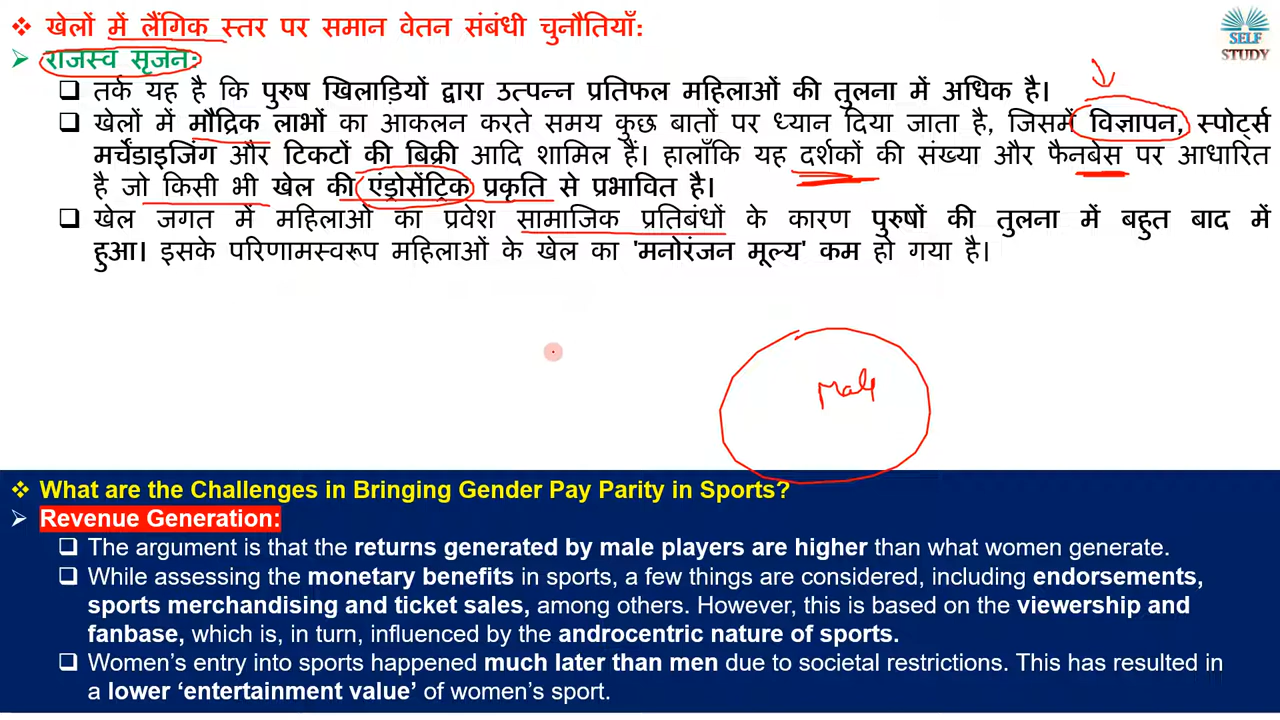 ❖ खेलों में लैंगिक स्तर पर समान वेतन संबंधी चुनौतियाँ:
SELF
STUDY
➢ राजस्व सृजन:
❑ तर्क यह है कि पुरुष खिलाड़ियों द्वारा उत्पन्न प्रतिफल महिलाओं की तुलना में अधिक है।
❑ खेलों में मौद्रिक लाभों का आकलन करते समय कुछ बातों पर ध्यान दिया जाता है, जिसमें विज्ञापन, स्पोर्ट्स
मर्चेंडाइजिंग और टिकटों की बिक्री आदि शामिल हैं। हालाँकि यह दर्शकों की संख्या और फैनबेस पर आधारित
है जो किसी भी खेल की एंड्रोसेंट्रिक प्रकृति से प्रभावित है।
❑ खेल जगत में महिलाओं का प्रवेश सामाजिक प्रतिबंधों के कारण पुरुषों की तुलना में बहुत बाद में
हुआ। इसके परिणामस्वरूप महिलाओं के खेल का 'मनोरंजन मूल्य' कम हो गया है।
Male
❖ What are the Challenges in Bringing Gender Pay Parity in Sports?
➢ Revenue Generation:
❑ The argument is that the returns generated by male players are higher than what women generate.
❑ While assessing the monetary benefits in sports, a few things are considered, including endorsements,
sports merchandising and ticket sales, among others. However, this is based on the viewership and
fanbase, which is, in turn, influenced by the androcentric nature of sports.
❑ Women's entry into sports happened much later than men due to societal restrictions. This has resulted in
a lower 'entertainment value' of women's sport.